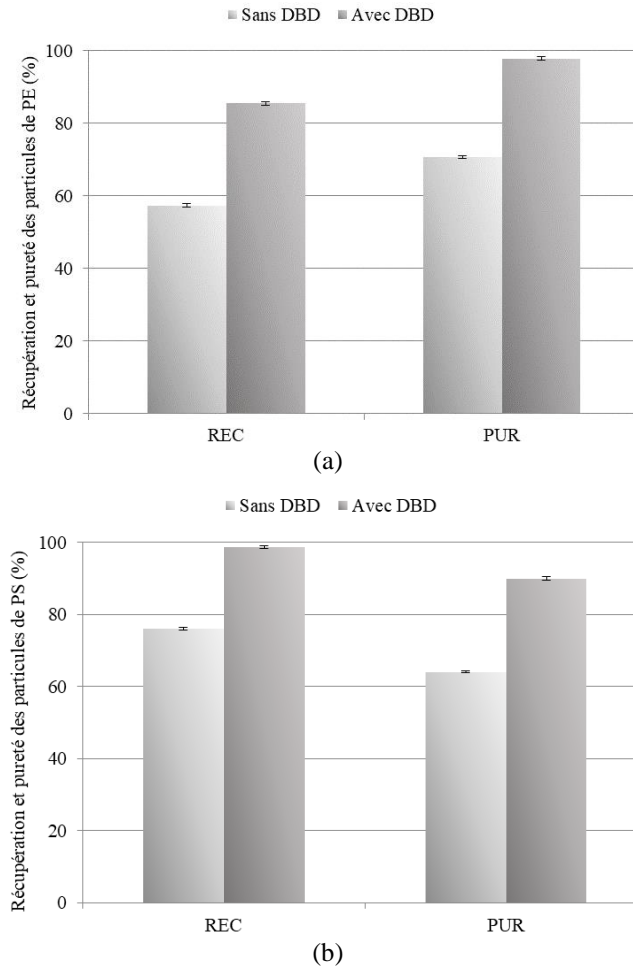 Sans DBD Avec DBD
Récupération et pureté des particules de PE (%)
100
80
60
40
20
0
REC PUR
(a)
Sans DBD Avec DBD
Récupération et pureté des particules de PS (%)
100
80
60
40
20
0
REC PUR
(b)